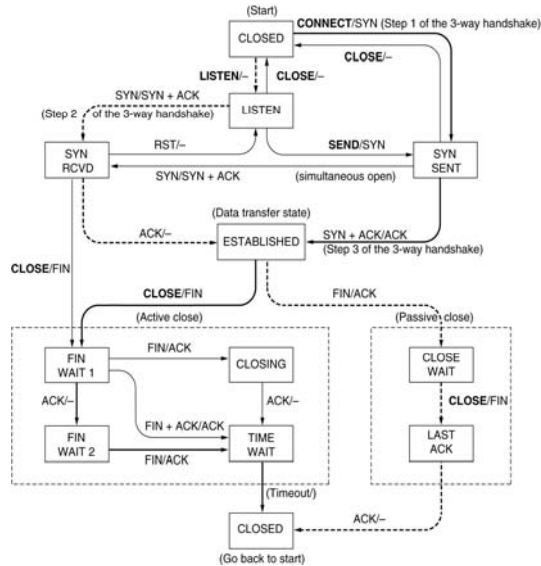 (Start)
CLOSED
CONNECT/SYN (Step 1 of the 3-way handshake)
CLOSE/–
LISTEN/–
CLOSE/–
SYN/SYN + ACK
(Step 2 of the 3-way handshake)
LISTEN
SYN
RCVD
RST/–
SEND/SYN
SYN
SENT
SYN/SYN + ACK
(simultaneous open)
(Data transfer state)
ACK/–
ESTABLISHED
SYN + ACK/ACK
(Step 3 of the 3-way handshake)
CLOSE/FIN
CLOSE/FIN
FIN/ACK
(Active close)
(Passive close)
FIN
WAIT 1
FIN/ACK
CLOSING
CLOSE
WAIT
ACK/–
FIN + ACK/ACK
ACK/–
CLOSE/FIN
FIN
WAIT 2
FIN/ACK
TIME
WAIT
LAST
ACK
(Timeout/)
CLOSED
ACK/–
(Go back to start)